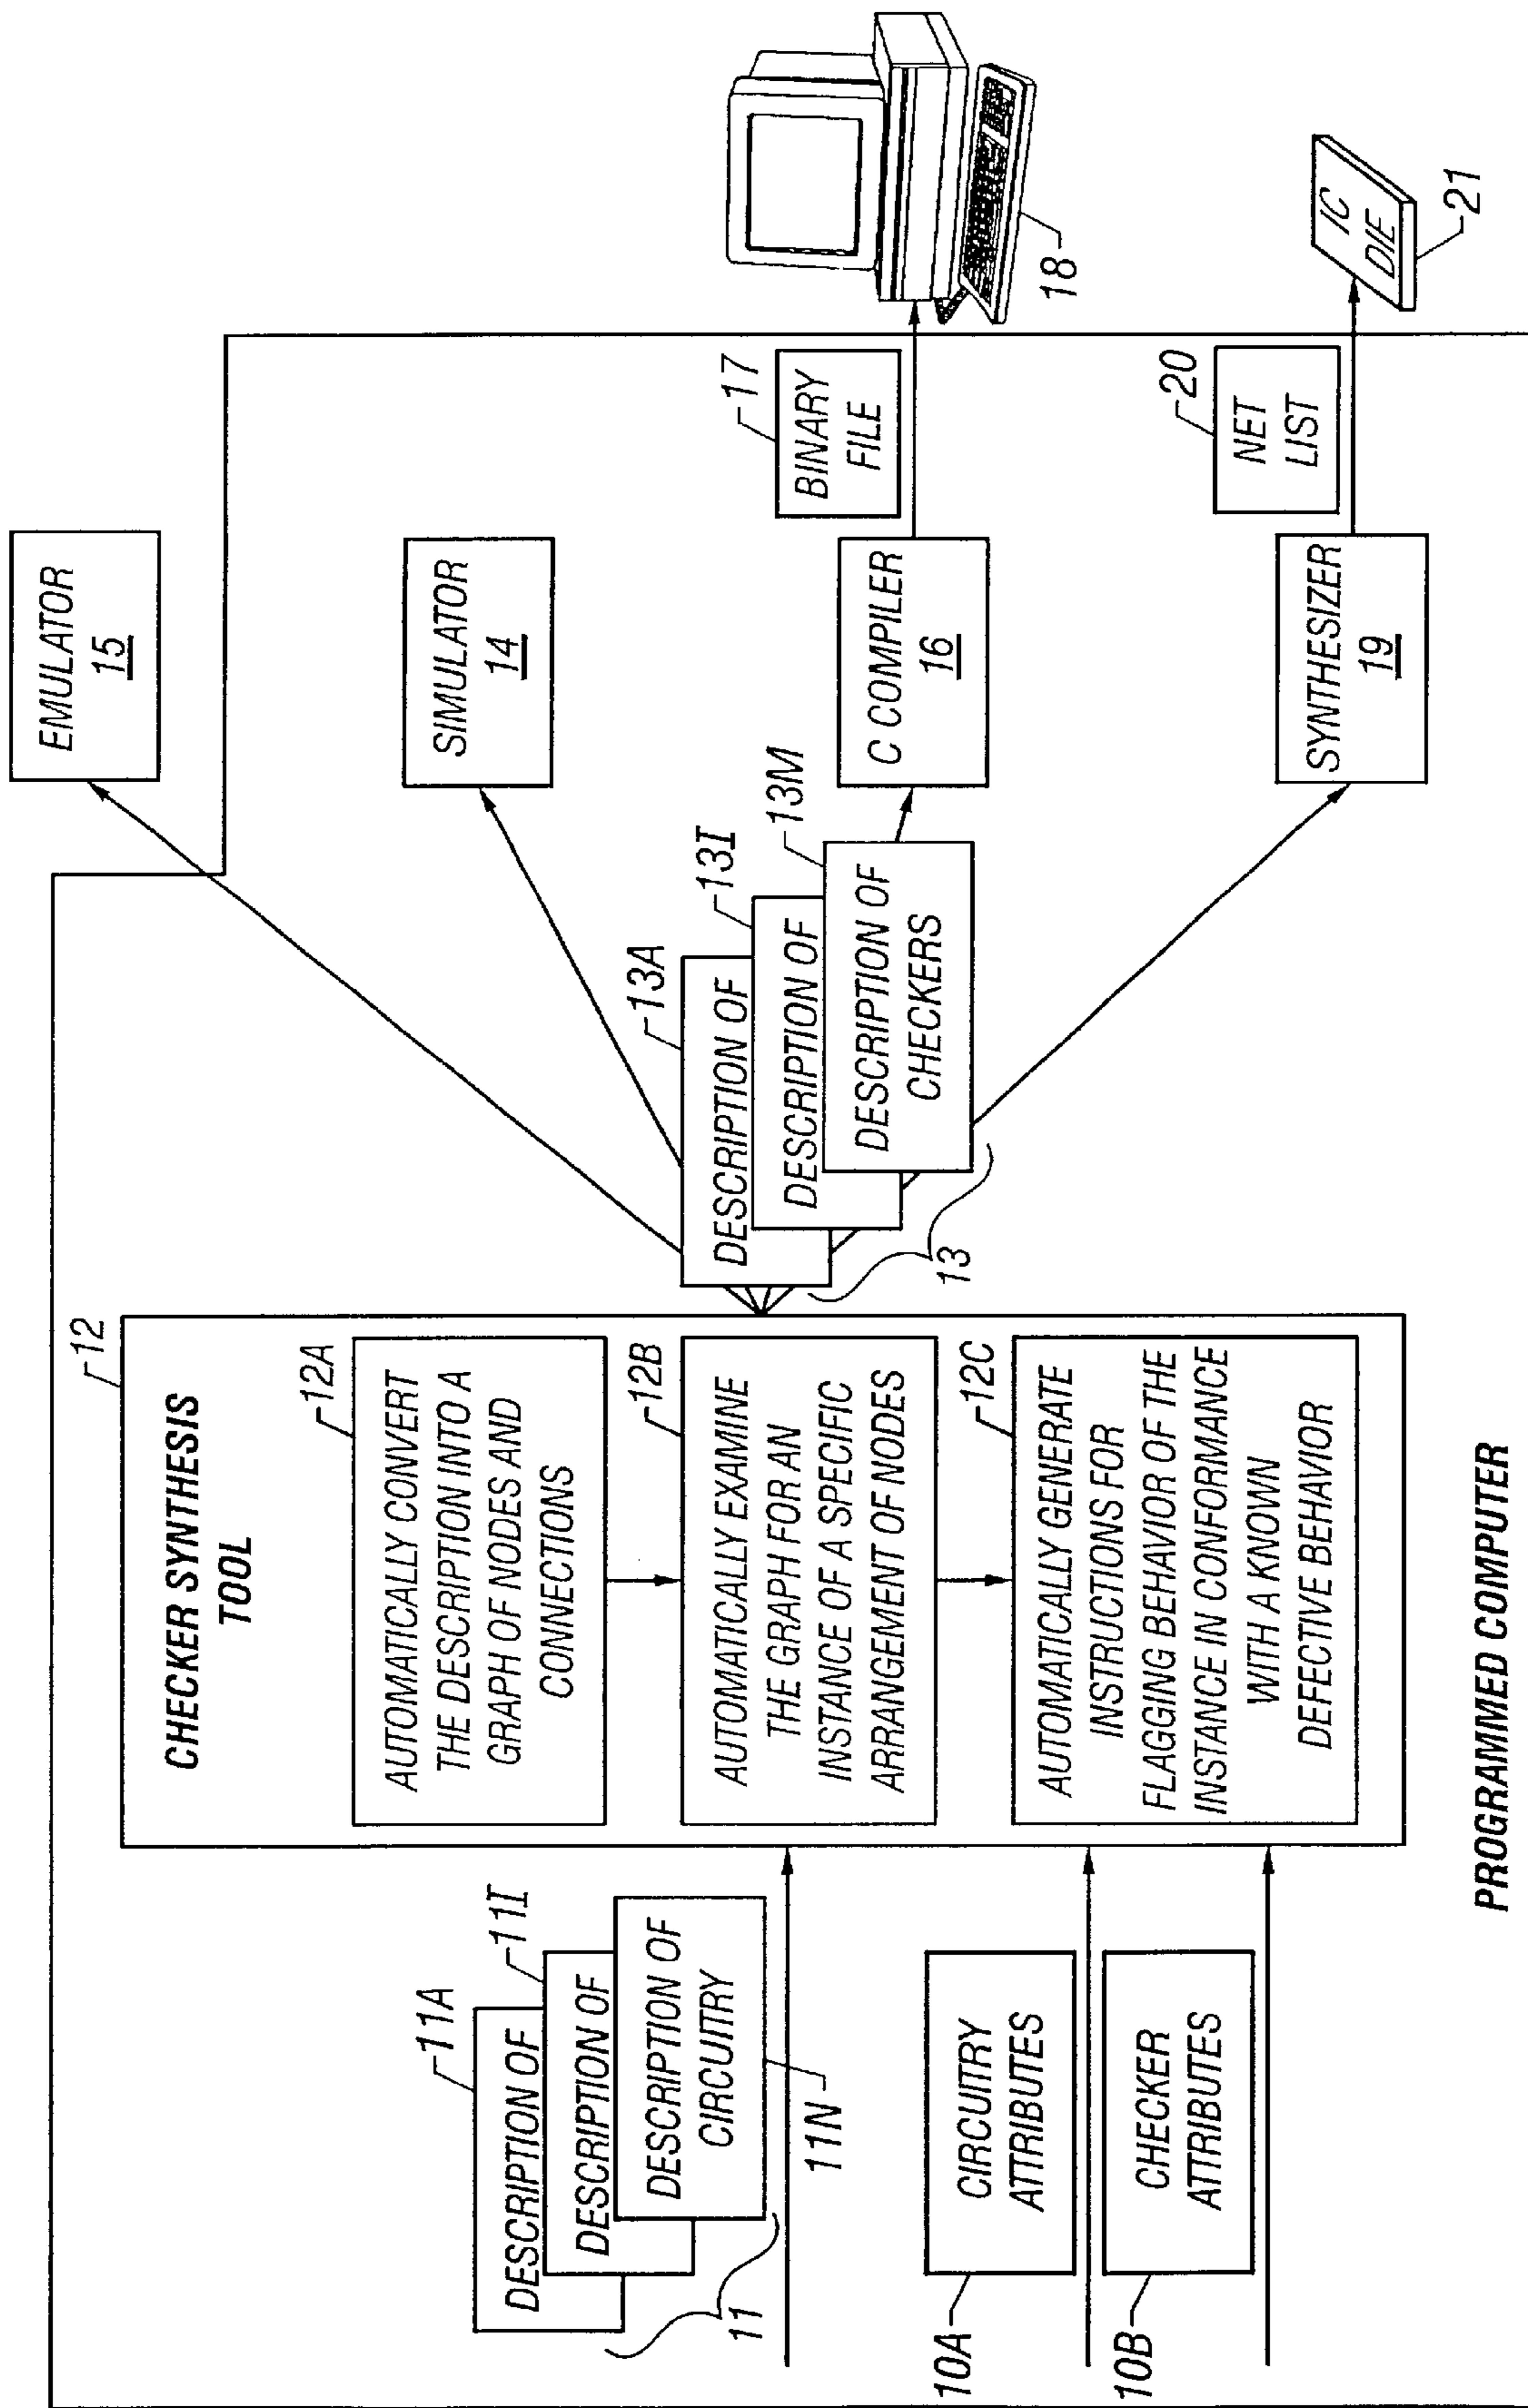 11A
DESCRIPTION OF
11I
DESCRIPTION OF
DESCRIPTION OF
CIRCUITRY
11N
11
10A
CIRCUITRY
ATTRIBUTES
10B
CHECKER
ATTRIBUTES
12
CHECKER SYNTHESIS
TOOL
12A
AUTOMATICALLY CONVERT
THE DESCRIPTION INTO A
GRAPH OF NODES AND
CONNECTIONS
12B
AUTOMATICALLY EXAMINE
THE GRAPH FOR AN
INSTANCE OF A SPECIFIC
ARRANGEMENT OF NODES
12C
AUTOMATICALLY GENERATE
INSTRUCTIONS FOR
FLAGGING BEHAVIOR OF THE
INSTANCE IN CONFORMANCE
WITH A KNOWN
DEFECTIVE BEHAVIOR
PROGRAMMED COMPUTER
13A
DESCRIPTION OF
13I
DESCRIPTION OF
13M
DESCRIPTION OF
CHECKERS
13
EMULATOR
15
SIMULATOR
14
C COMPILER
16
SYNTHESIZER
19
17
BINARY
FILE
20
NET
LIST
18
IC
DIE
21